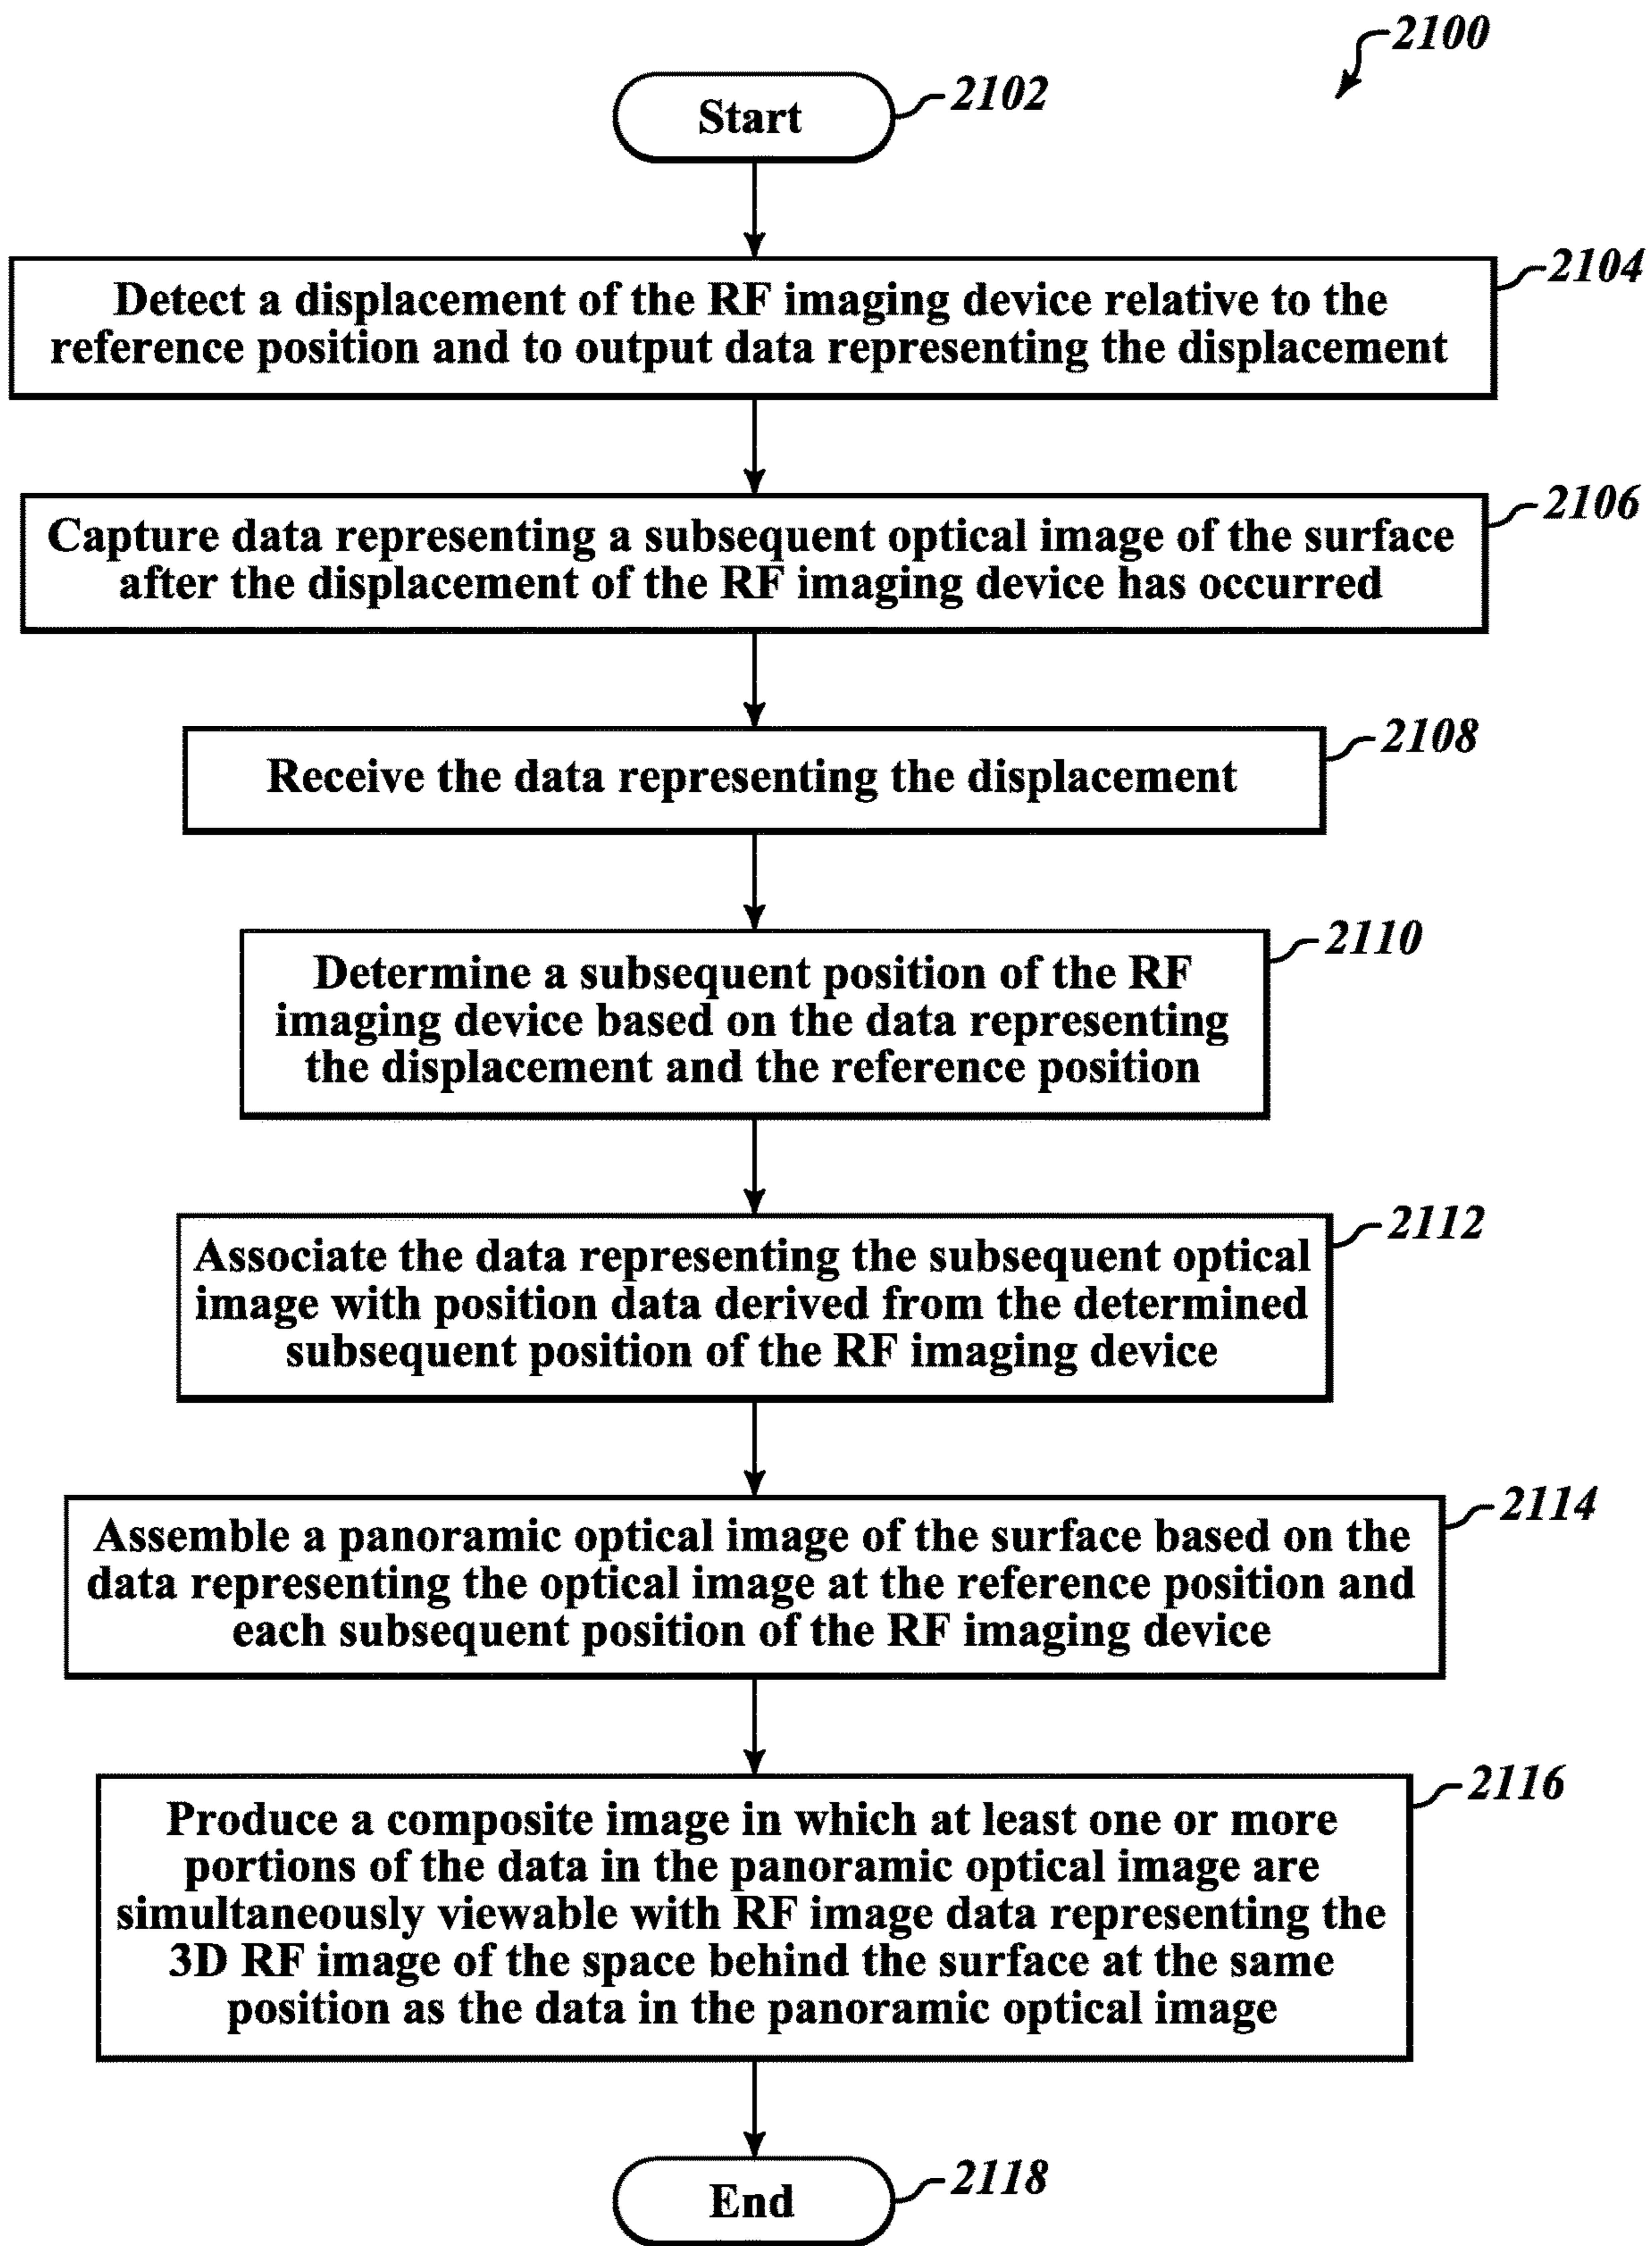 2100
Start
2102
2104
Detect a displacement of the RF imaging device relative to the
reference position and to output data representing the displacement
2106
Capture data representing a subsequent optical image of the surface
after the displacement of the RF imaging device has occurred
2108
Receive the data representing the displacement
2110
Determine a subsequent position of the RF
imaging device based on the data representing
the displacement and the reference position
2112
Associate the data representing the subsequent optical
image with position data derived from the determined
subsequent position of the RF imaging device
2114
Assemble a panoramic optical image of the surface based on the
data representing the optical image at the reference position and
each subsequent position of the RF imaging device
2116
Produce a composite image in which at least one or more
portions of the data in the panoramic optical image are
simultaneously viewable with RF image data representing the
3D RF image of the space behind the surface at the same
position as the data in the panoramic optical image
End
2118